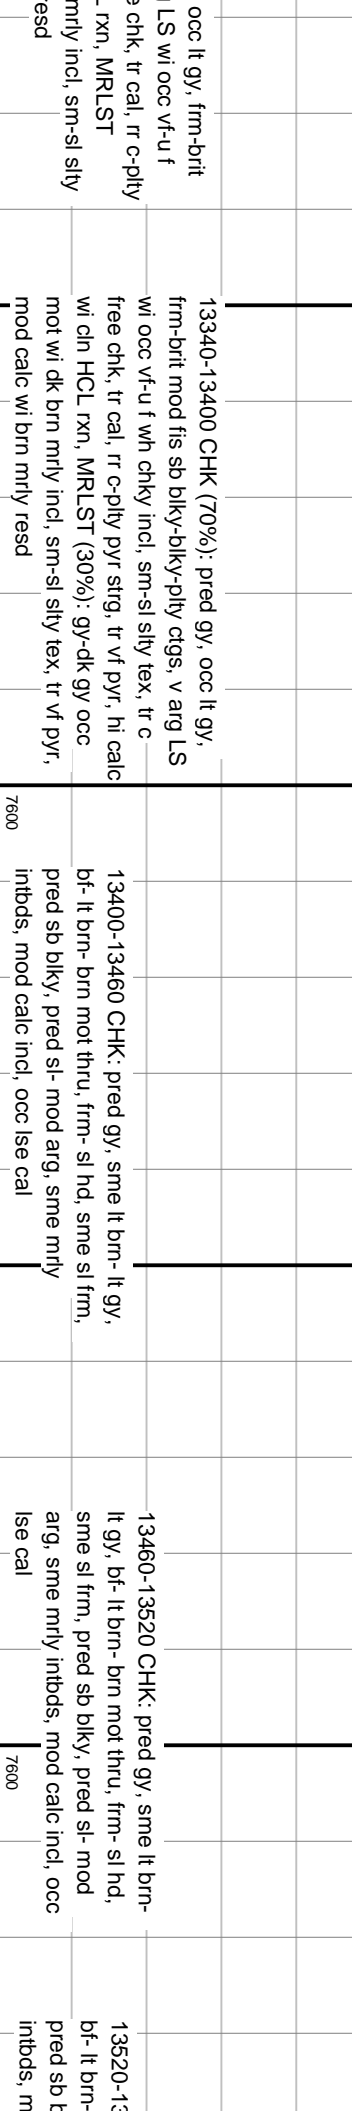 occ lt gy, frm-brit
LS wi occ vf-u f
chk, tr cal, rr c-plty
rxn, MRLST
mrly incl, sm-sl slty
resd
13340-13400 CHK (70%): pred gy, occ lt gy,
frm-brit mod fis sb blky-blky-plty ctgs, v arg LS
wi occ vf-u f wh chky incl, sm-sl slty tex, tr c
free chk, tr cal, rr c-plty pyr strg, tr vf pyr, hi calc
wi cln HCL rxn, MRLST (30%): gy-dk gy occ
mot wi dk brn mrly incl, sm-sl slty tex, tr vf pyr,
mod calc wi brn mrly resd
7600
13400-13460 CHK: pred gy, sme lt brn- lt gy,
bf- lt brn- brn mot thru, frm- sl hd, sme sl frm,
pred sb blky, pred sl- mod arg, sme mrly
intbds, mod calc incl, occ lse cal
13460-13520 CHK: pred gy, sme lt brn-
lt gy, bf- lt brn- brn mot thru, frm- sl hd,
sme sl frm, pred sb blky, pred sl- mod
arg, sme mrly intbds, mod calc incl, occ
lse cal
7600
13520-13
bf- lt brn-
pred sb b
intbds, m